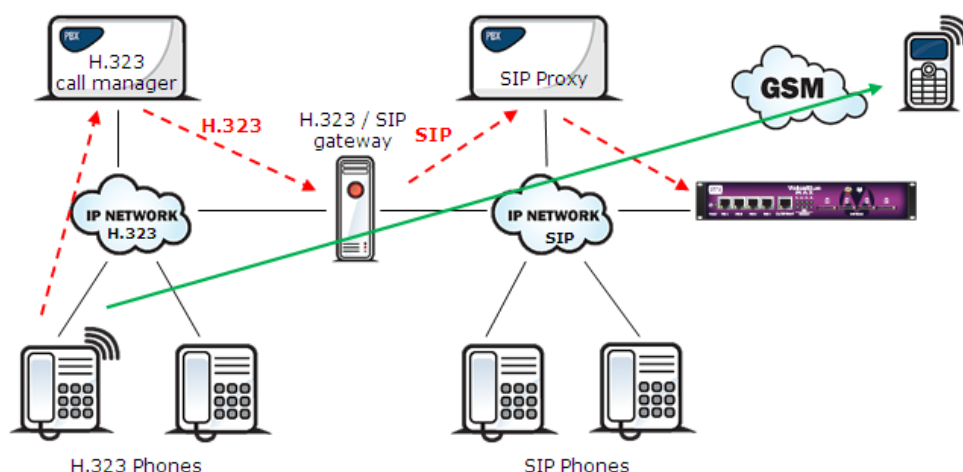 PBX
H.323
call manager
PBX
SIP Proxy
GSM
H.323
H.323 / SIP
gateway
SIP
IP NETWORK
H.323
IP NETWORK
SIP
H.323 Phones
SIP Phones